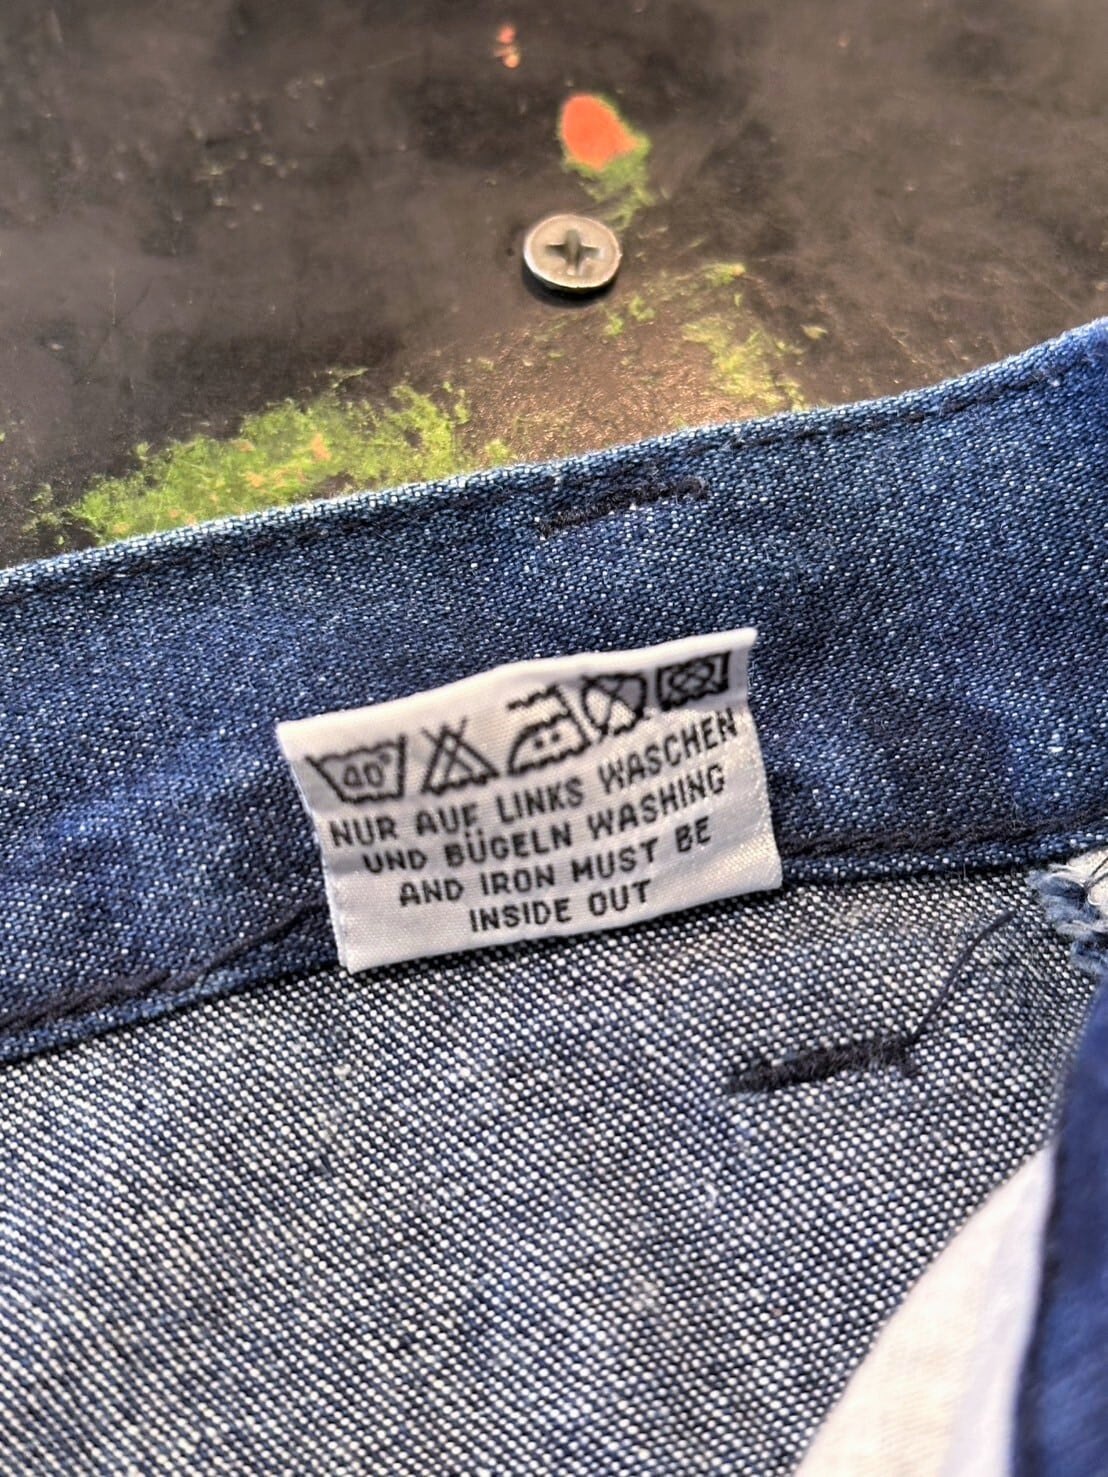 40°
NUR AUF LINKS WASCHEN
UND BÜGELN WASHING
AND IRON MUST BE
INSIDE OUT